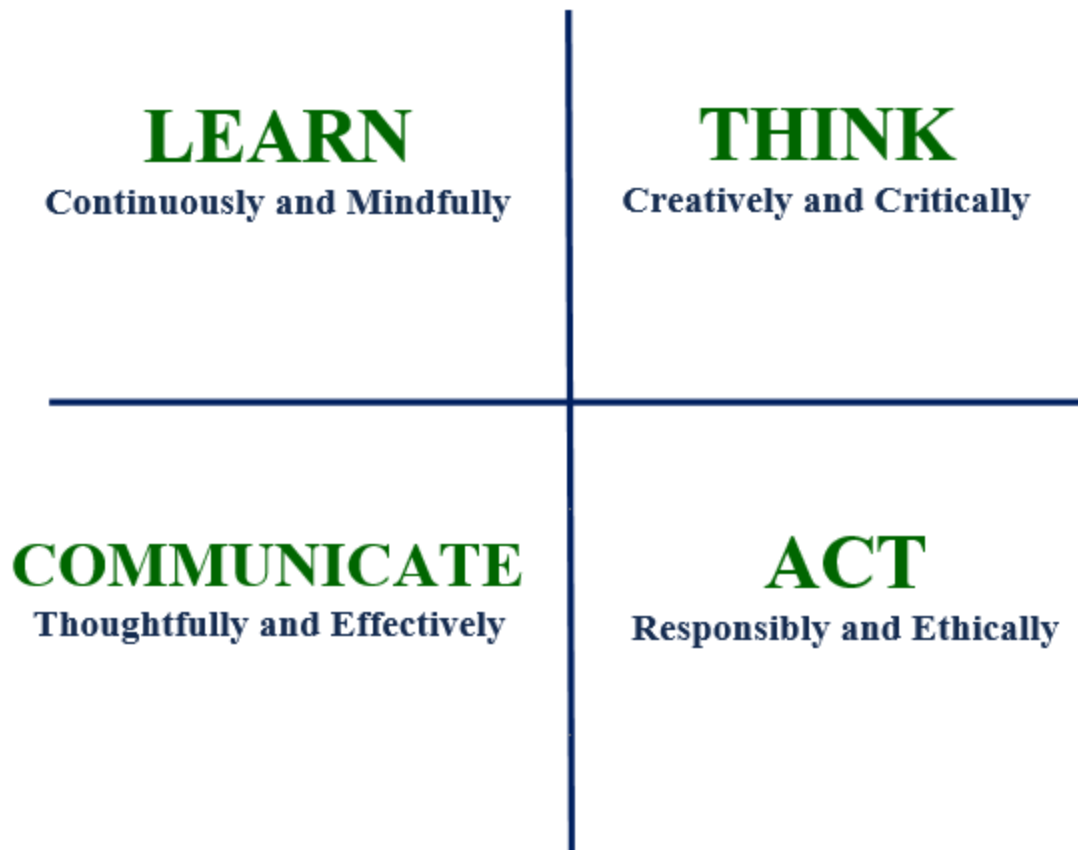 LEARN
Continuously and Mindfully
THINK
Creatively and Critically
COMMUNICATE
Thoughtfully and Effectively
ACT
Responsibly and Ethically